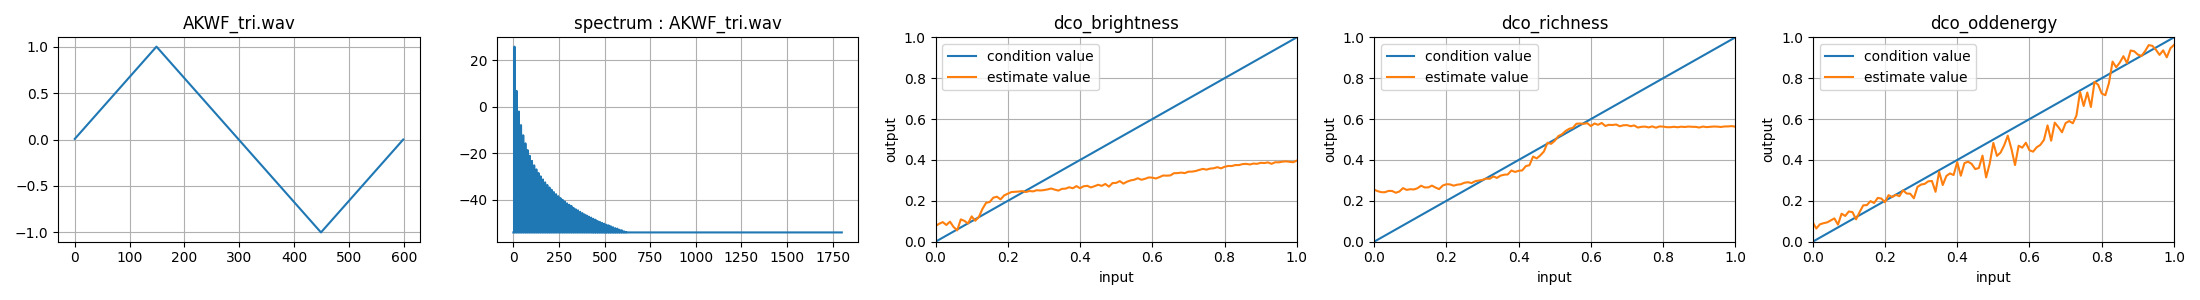 AKWF_tri.wav
1.0
0.5
0.0
−0.5
−1.0
0 100 200 300 400 500 600
spectrum : AKWF_tri.wav
20
0
−20
−40
0 250 500 750 1000 1250 1500 1750
dco_brightness
condition value
estimate value
output
1.0
0.8
0.6
0.4
0.2
0.0
0.0 0.2 0.4 0.6 0.8 1.0
input
dco_richness
condition value
estimate value
output
1.0
0.8
0.6
0.4
0.2
0.0
0.0 0.2 0.4 0.6 0.8 1.0
input
dco_oddenergy
condition value
estimate value
output
1.0
0.8
0.6
0.4
0.2
0.0
0.0 0.2 0.4 0.6 0.8 1.0
input